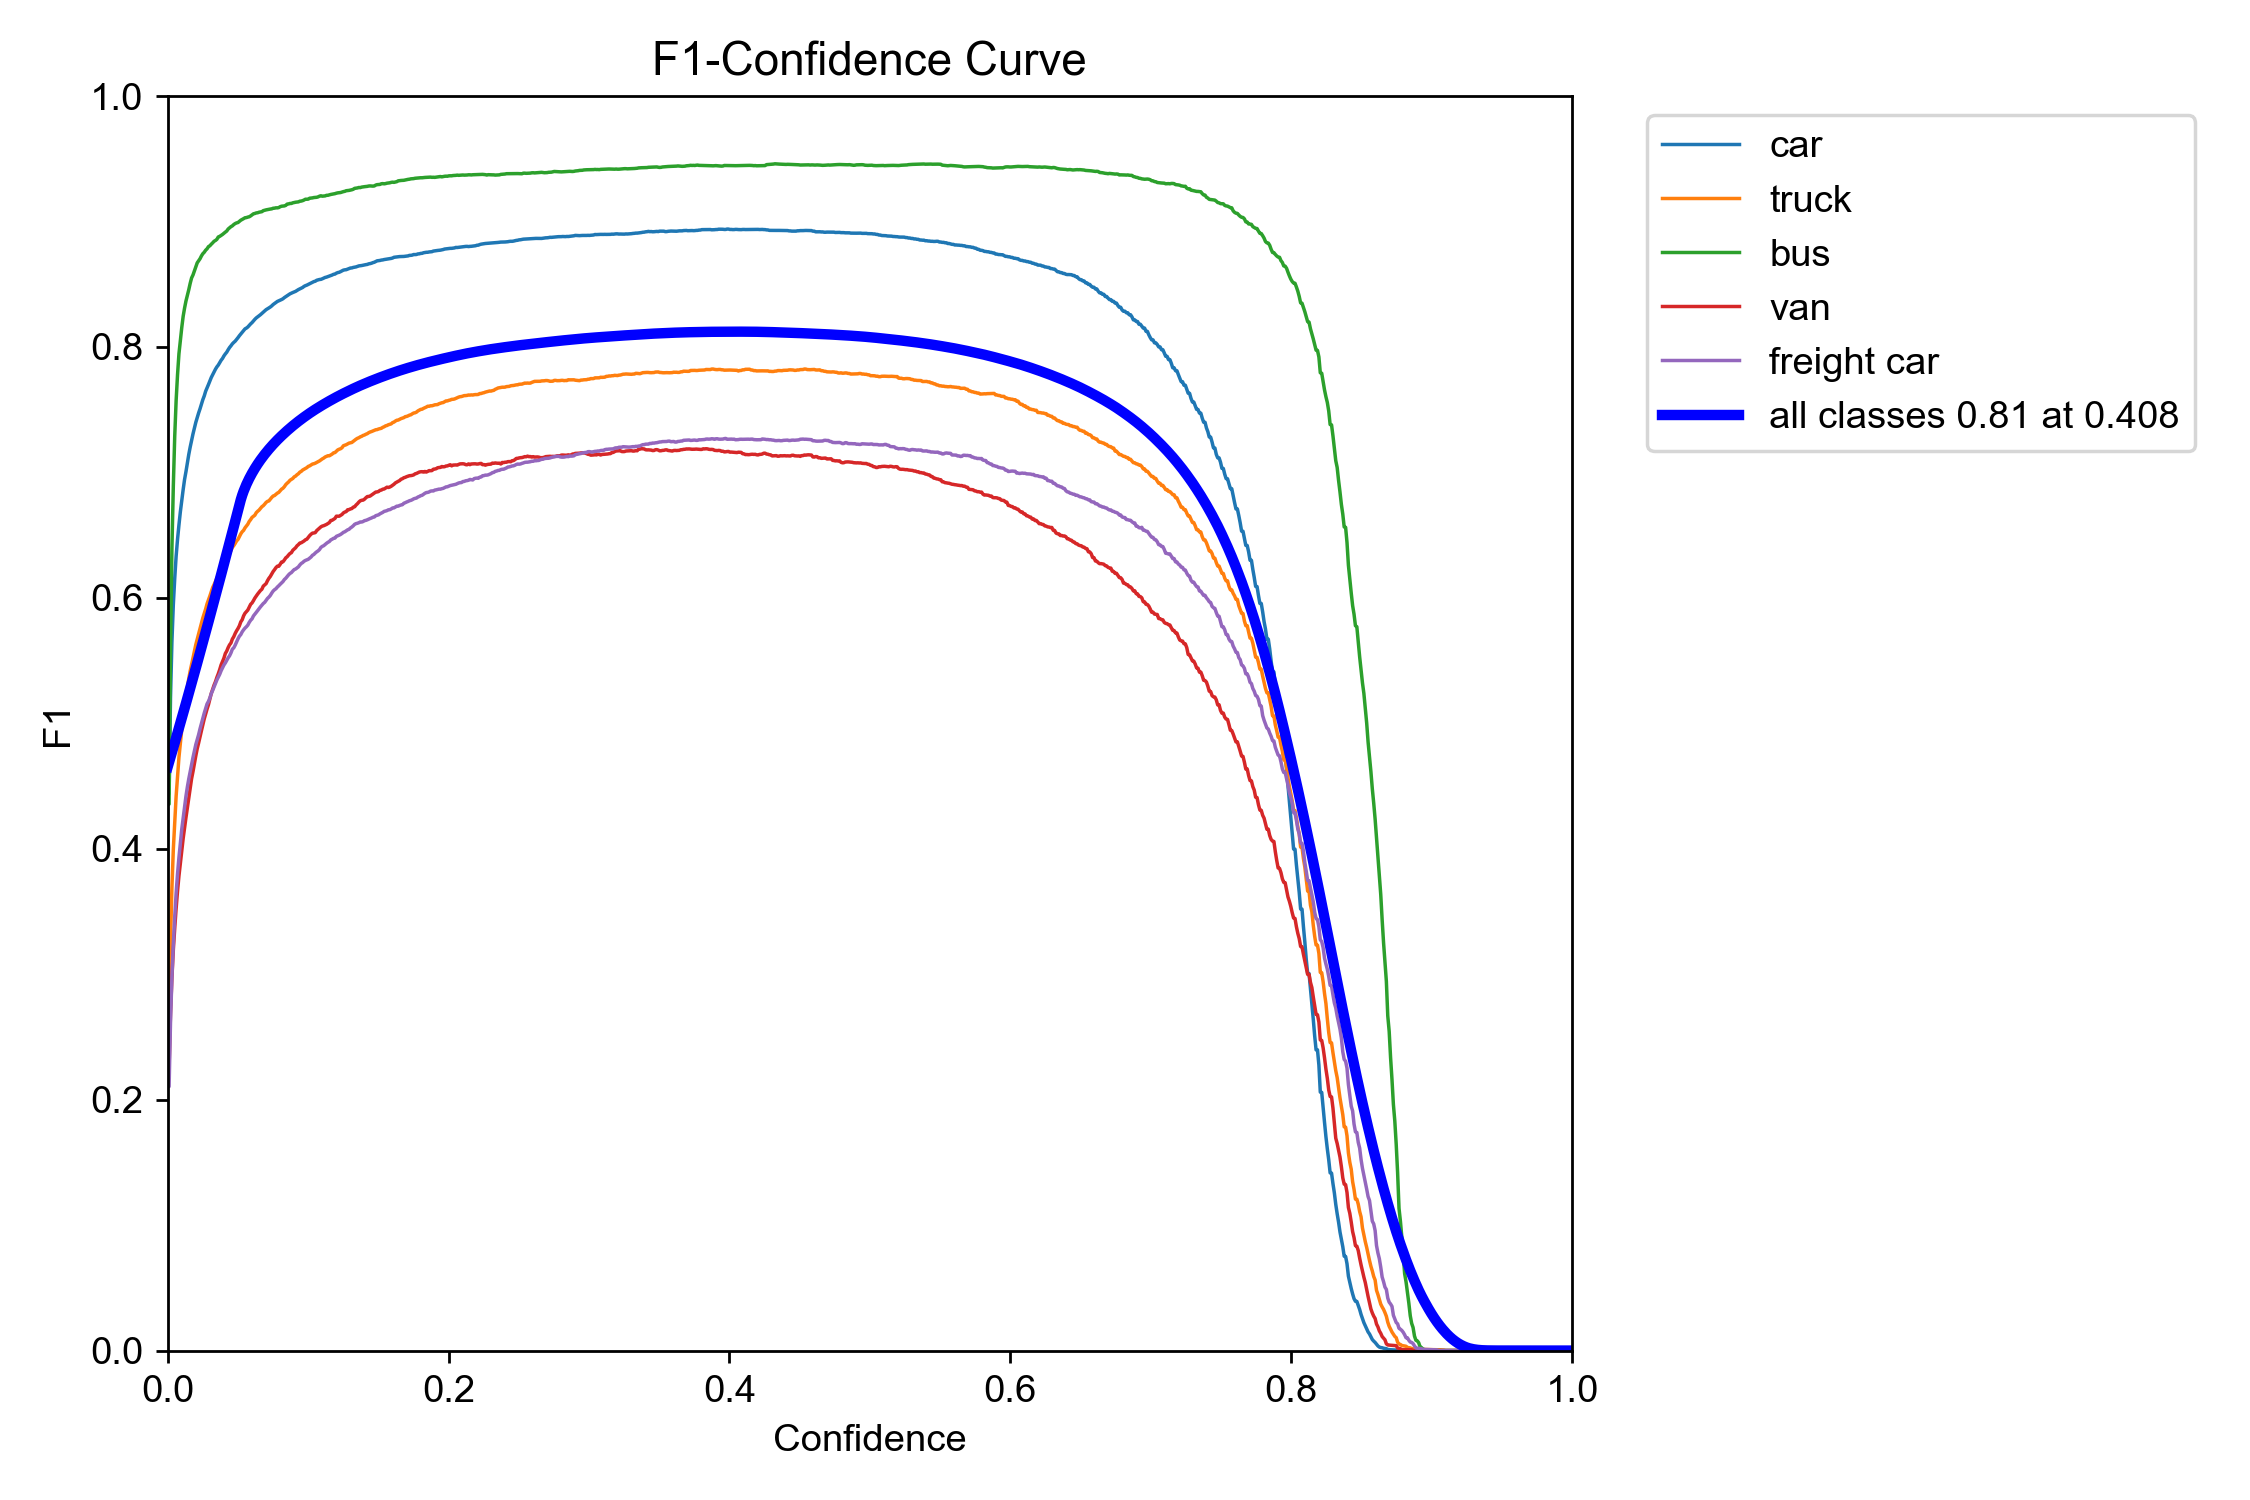 F1-Confidence Curve
1.0
0.8
0.6
0.4
0.2
0.0
F1
0.0 0.2 0.4 0.6 0.8 1.0
Confidence
car
truck
bus
van
freight car
all classes 0.81 at 0.408